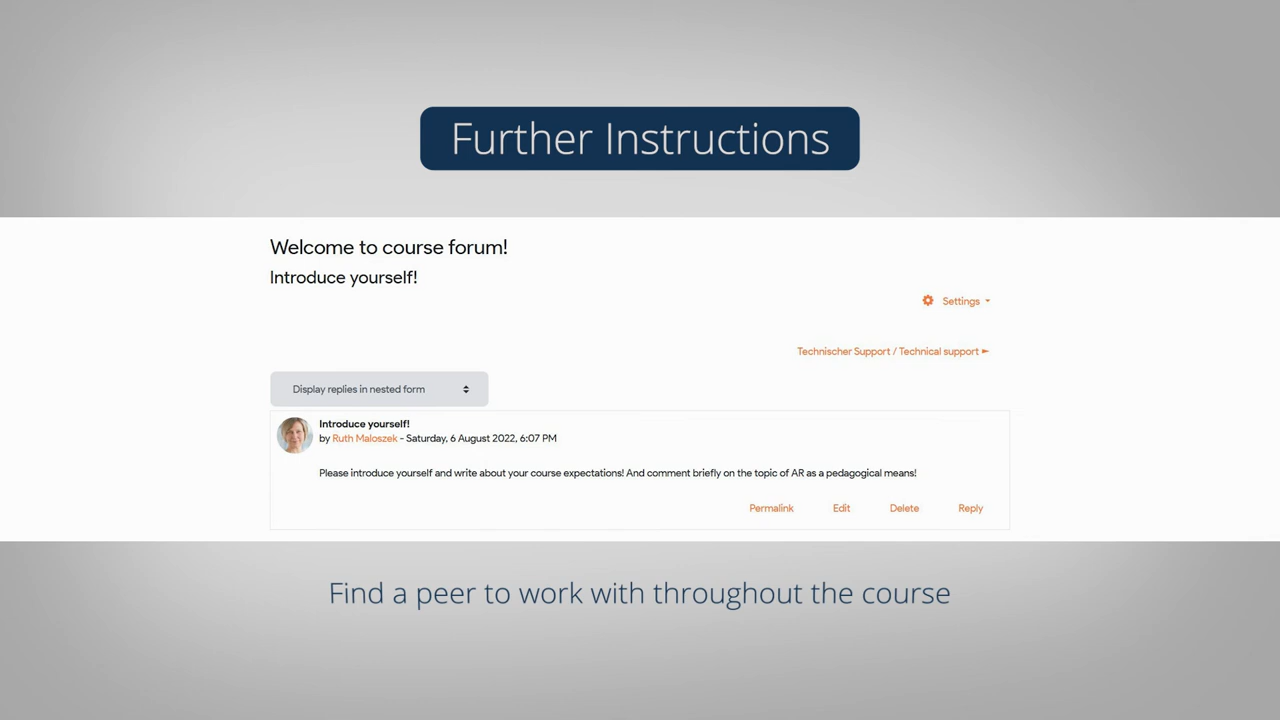 Further Instructions
Welcome to course forum!
Introduce yourself!
Settings
Technischer Support / Technical support ►
Display replies in nested form
Introduce yourself!
by Ruth Maloszek - Saturday, 6 August 2022, 6:07 PM
Please introduce yourself and write about your course expectations! And comment briefly on the topic of AR as a pedagogical means!
Permalink Edit Delete Reply
Find a peer to work with throughout the course